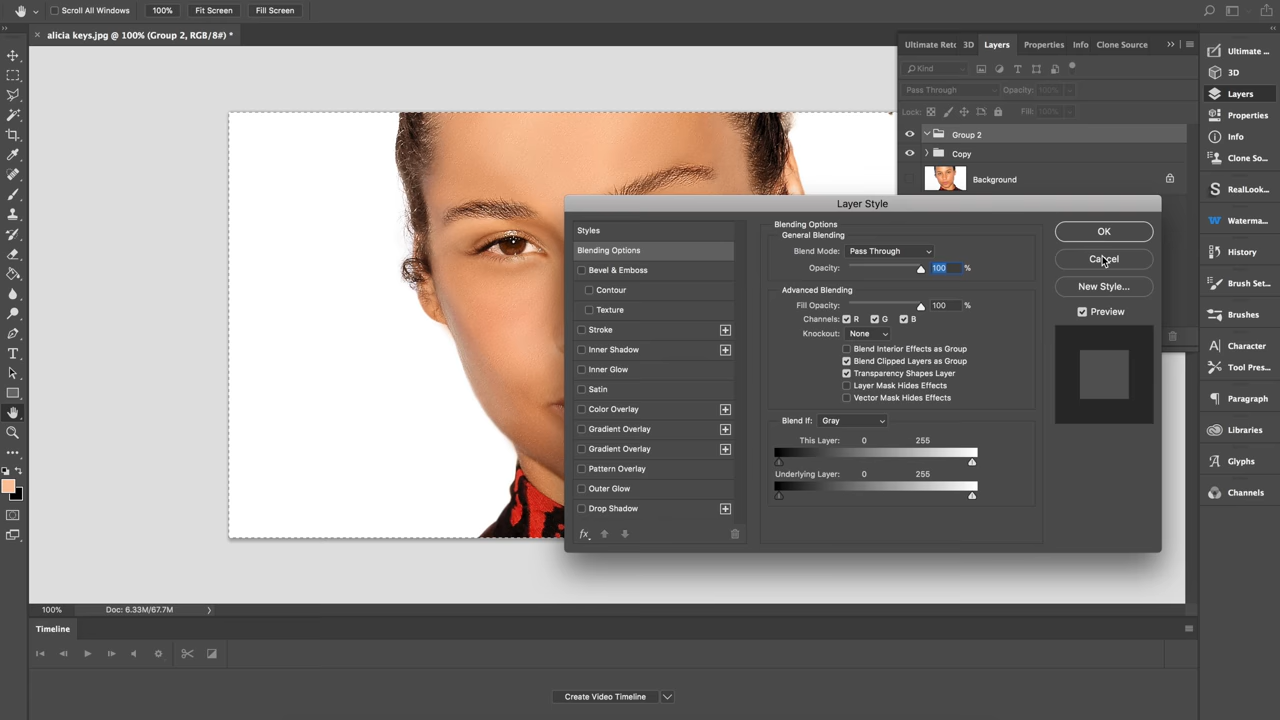 Scroll All Windows
100%
Fit Screen
Fill Screen
alicia keys.jpg @ 100% (Group 2, RGB/8#) *
Ultimate Retc
3D
Layers
Properties
Info
Clone Source
Kind
Pass Through
Opacity: 100%
Lock:
Fill: 100%
Group 2
Copy
Background
Ultimate ...
3D
Layers
Properties
Info
Clone So...
RealLook...
Waterma...
History
Brush Set...
Brushes
Character
Tool Pres...
Paragraph
Libraries
Glyphs
Channels
Layer Style
Styles
Blending Options
Bevel & Emboss
Contour
Texture
Stroke
Inner Shadow
Inner Glow
Satin
Color Overlay
Gradient Overlay
Gradient Overlay
Pattern Overlay
Outer Glow
Drop Shadow
fx
Blending Options
General Blending
Blend Mode: Pass Through
Opacity: 100 %
Advanced Blending
Fill Opacity: 100 %
Channels: R G B
Knockout: None
Blend Interior Effects as Group
Blend Clipped Layers as Group
Transparency Shapes Layer
Layer Mask Hides Effects
Vector Mask Hides Effects
Blend If: Gray
This Layer: 0 255
Underlying Layer: 0 255
OK
Cancel
New Style...
Preview
100%
Doc: 6.33M/67.7M
Timeline
Create Video Timeline